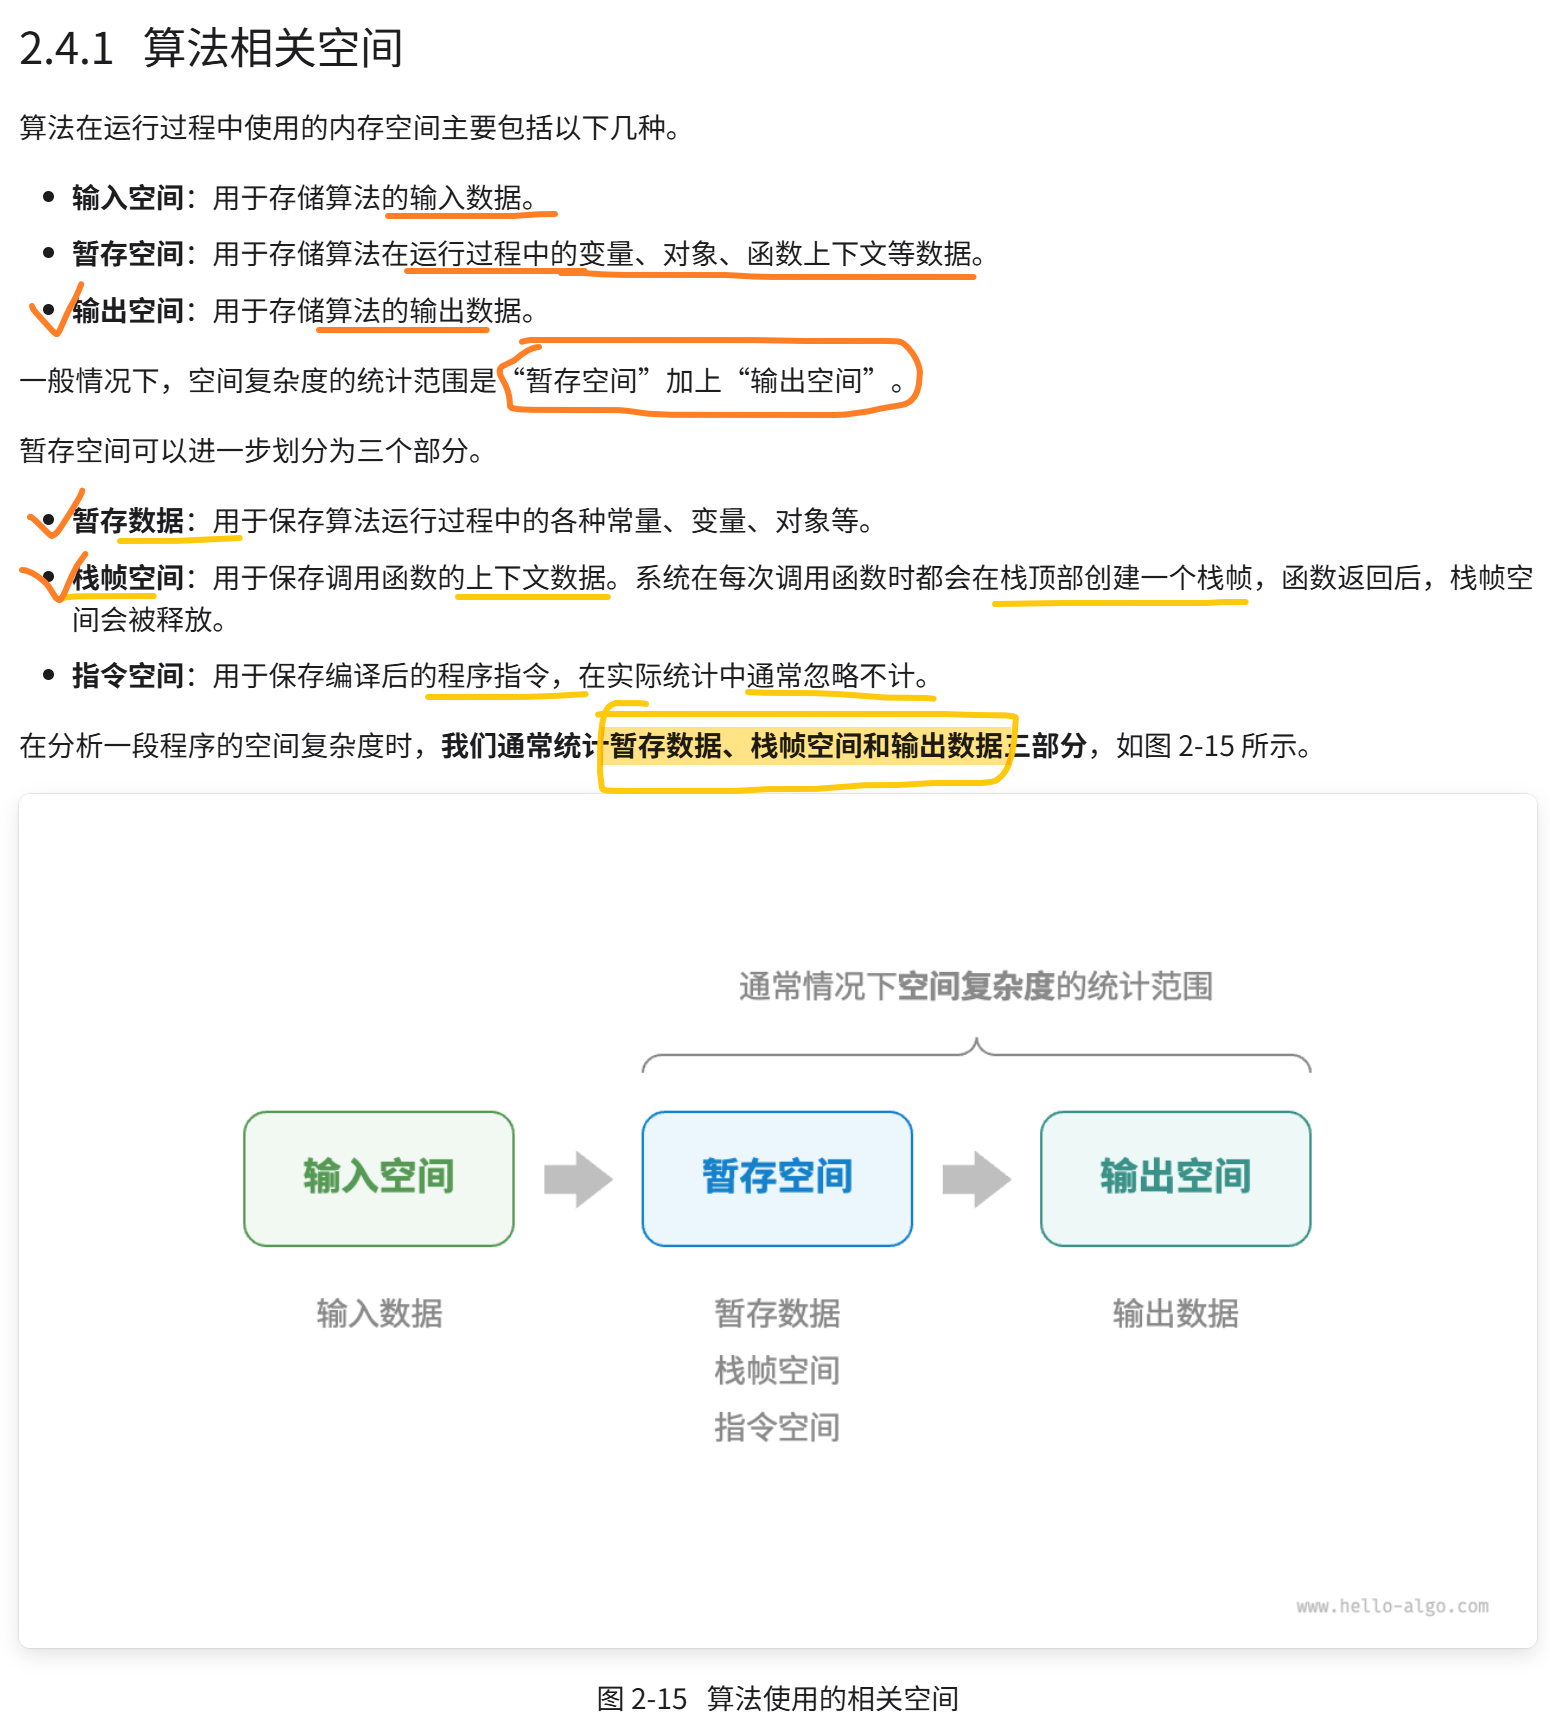 2.4.1 算法相关空间
算法在运行过程中使用的内存空间主要包括以下几种。
输入空间：用于存储算法的输入数据。
暂存空间：用于存储算法在运行过程中的变量、对象、函数上下文等数据。
输出空间：用于存储算法的输出数据。
一般情况下，空间复杂度的统计范围是“暂存空间”加上“输出空间”。
暂存空间可以进一步划分为三个部分。
暂存数据：用于保存算法运行过程中的各种常量、变量、对象等。
栈帧空间：用于保存调用函数的上下文数据。系统在每次调用函数时都会在栈顶部创建一个栈帧，函数返回后，栈帧空
间会被释放。
指令空间：用于保存编译后的程序指令，在实际统计中通常忽略不计。
在分析一段程序的空间复杂度时，我们通常统计暂存数据、栈帧空间和输出数据三部分，如图 2-15 所示。
通常情况下空间复杂度的统计范围
输入空间
暂存空间
输出空间
输入数据
暂存数据
输出数据
栈帧空间
指令空间
www.hello-algo.com
图 2-15 算法使用的相关空间